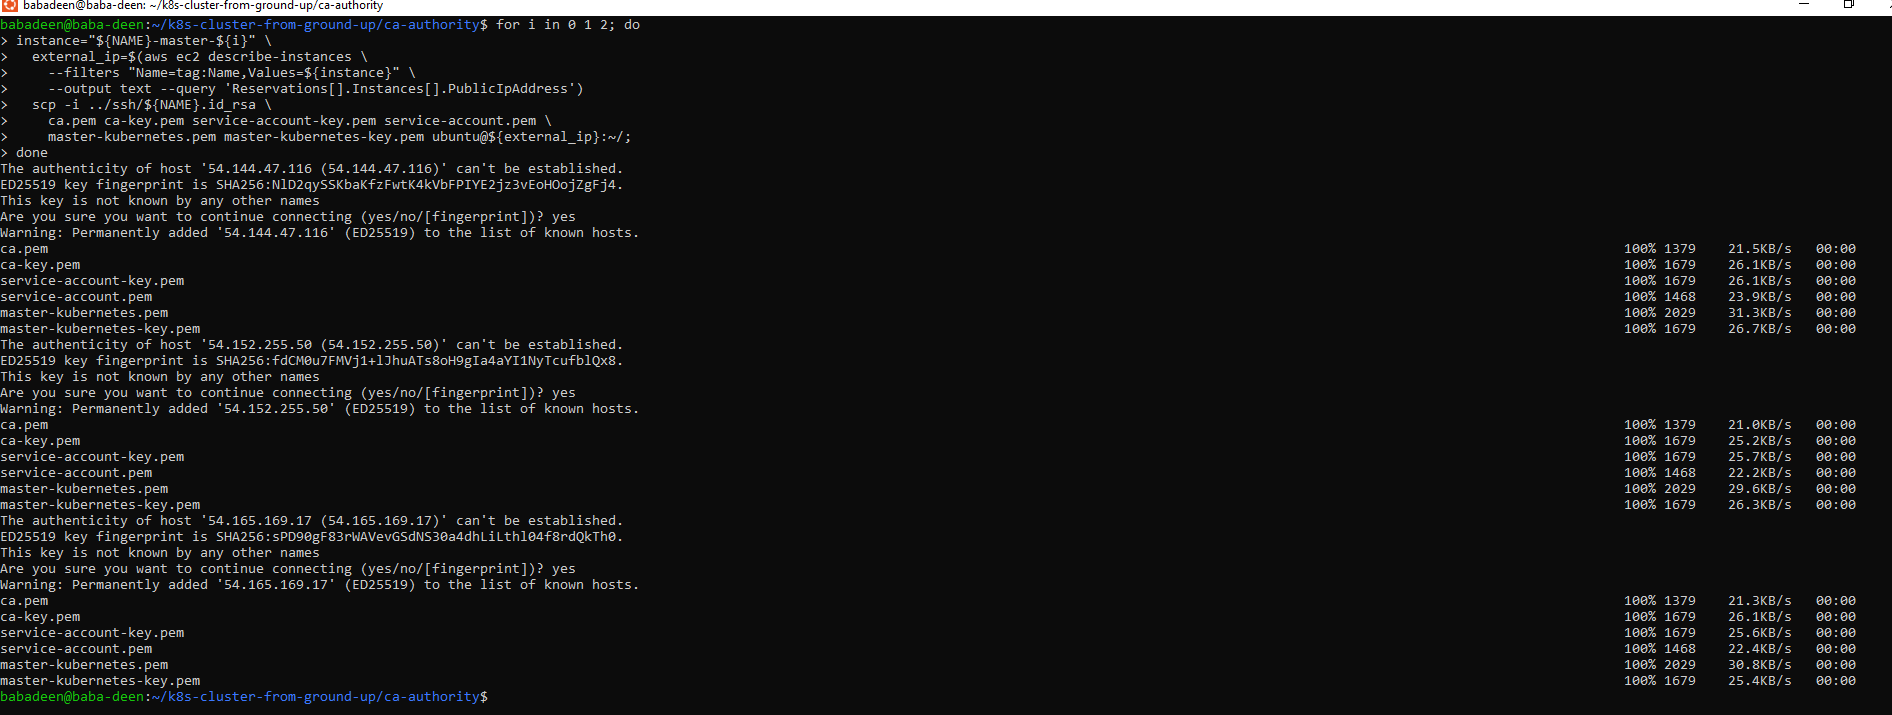 babadeen@baba-deen: ~/k8s-cluster-from-ground-up/ca-authority
babadeen@baba-deen:~/k8s-cluster-from-ground-up/ca-authority$ for i in 0 1 2; do
> instance="${NAME}-master-${i}" \
>   external_ip=$(aws ec2 describe-instances \
>     --filters "Name=tag:Name,Values=${instance}" \
>     --output text --query 'Reservations[].Instances[].PublicIpAddress')
>   scp -i ../ssh/${NAME}.id_rsa \
>     ca.pem ca-key.pem service-account-key.pem service-account.pem \
>     master-kubernetes.pem master-kubernetes-key.pem ubuntu@${external_ip}:~/;
> done
The authenticity of host '54.144.47.116 (54.144.47.116)' can't be established.
ED25519 key fingerprint is SHA256:NlD2qySSKbaKfzFwtK4kVbFPIYE2jz3vEoHOojZgFj4.
This key is not known by any other names
Are you sure you want to continue connecting (yes/no/[fingerprint])? yes
Warning: Permanently added '54.144.47.116' (ED25519) to the list of known hosts.
ca.pem 100% 1379 21.5KB/s 00:00
ca-key.pem 100% 1679 26.1KB/s 00:00
service-account-key.pem 100% 1679 26.1KB/s 00:00
service-account.pem 100% 1468 23.9KB/s 00:00
master-kubernetes.pem 100% 2029 31.3KB/s 00:00
master-kubernetes-key.pem 100% 1679 26.7KB/s 00:00
The authenticity of host '54.152.255.50 (54.152.255.50)' can't be established.
ED25519 key fingerprint is SHA256:fdCM0u7FMVj1+lJhuATs8oH9gIa4aYI1NyTcufblQx8.
This key is not known by any other names
Are you sure you want to continue connecting (yes/no/[fingerprint])? yes
Warning: Permanently added '54.152.255.50' (ED25519) to the list of known hosts.
ca.pem 100% 1379 21.0KB/s 00:00
ca-key.pem 100% 1679 25.2KB/s 00:00
service-account-key.pem 100% 1679 25.7KB/s 00:00
service-account.pem 100% 1468 22.2KB/s 00:00
master-kubernetes.pem 100% 2029 29.6KB/s 00:00
master-kubernetes-key.pem 100% 1679 26.3KB/s 00:00
The authenticity of host '54.165.169.17 (54.165.169.17)' can't be established.
ED25519 key fingerprint is SHA256:sPD90gF83rWAVevGSdNS30a4dhLiLthl04f8rdQkTh0.
This key is not known by any other names
Are you sure you want to continue connecting (yes/no/[fingerprint])? yes
Warning: Permanently added '54.165.169.17' (ED25519) to the list of known hosts.
ca.pem 100% 1379 21.3KB/s 00:00
ca-key.pem 100% 1679 26.1KB/s 00:00
service-account-key.pem 100% 1679 25.6KB/s 00:00
service-account.pem 100% 1468 22.4KB/s 00:00
master-kubernetes.pem 100% 2029 30.8KB/s 00:00
master-kubernetes-key.pem 100% 1679 25.4KB/s 00:00
babadeen@baba-deen:~/k8s-cluster-from-ground-up/ca-authority$